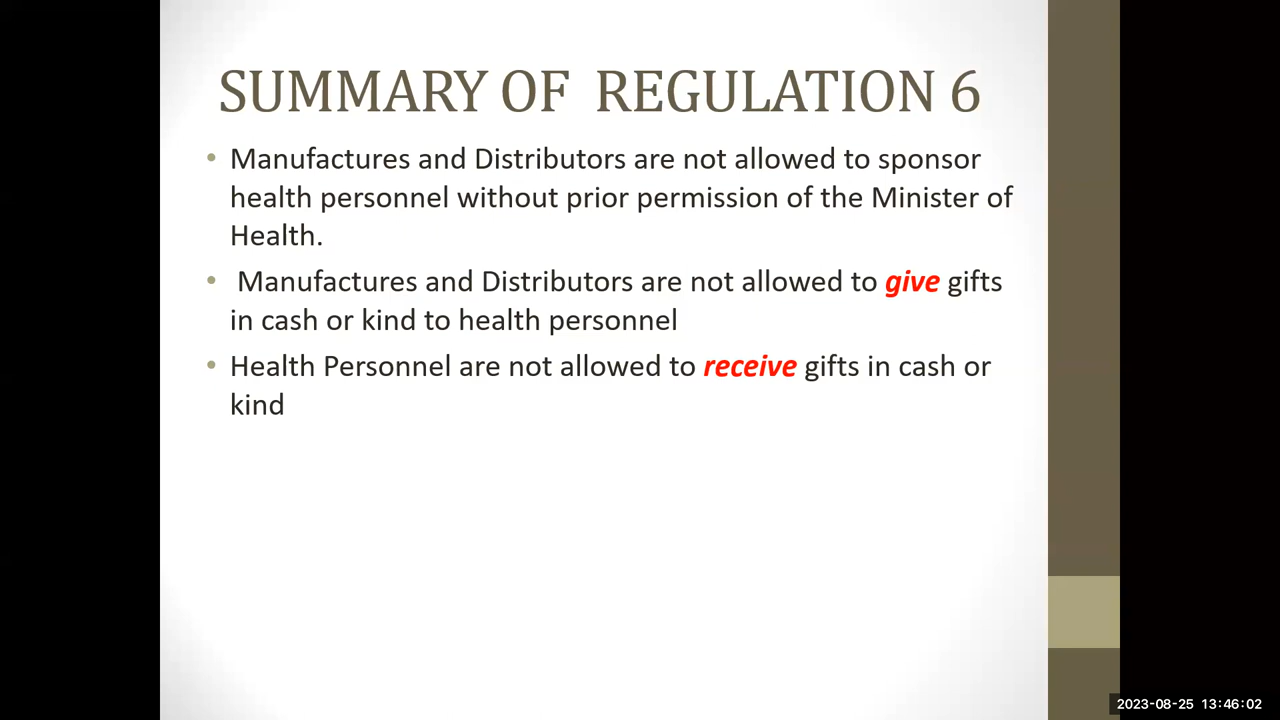 SUMMARY OF REGULATION 6
• Manufactures and Distributors are not allowed to sponsor
health personnel without prior permission of the Minister of
Health.
• Manufactures and Distributors are not allowed to give gifts
in cash or kind to health personnel
• Health Personnel are not allowed to receive gifts in cash or
kind
2023-08-25 13:46:02